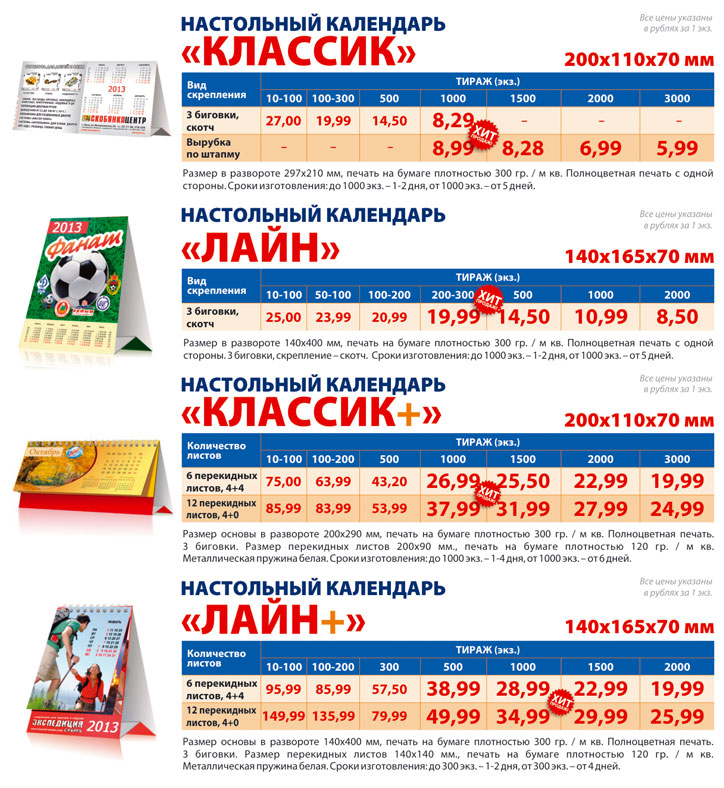 НАСТОЛЬНЫЙ КАЛЕНДАРЬ
Все цены указаны
в рублях за 1 экз.
«КЛАССИК»
200х110х70 мм
Вид скрепления
ТИРАЖ (экз.)
10-100 100-300 500 1000 1500 2000 3000
3 биговки, скотч 27,00 19,99 14,50 8,29 – – –
ХИТ ПРОДАЖ
Вырубка по штампу – – – 8,99 8,28 6,99 5,99
Размер в развороте 297х210 мм, печать на бумаге плотностью 300 гр. / м кв. Полноцветная печать с одной
стороны. Сроки изготовления: до 1000 экз. – 1-2 дня, от 1000 экз. – от 5 дней.
2013
СКОБЯНКАЦЕНТР
НАСТОЛЬНЫЙ КАЛЕНДАРЬ
Все цены указаны
в рублях за 1 экз.
«ЛАЙН»
140х165х70 мм
Вид скрепления
ТИРАЖ (экз.)
10-100 50-100 100-200 200-300 500 1000 2000
ХИТ ПРОДАЖ
3 биговки, скотч 25,00 23,99 20,99 19,99 14,50 10,99 8,50
Размер в развороте 140х400 мм, печать на бумаге плотностью 300 гр. / м кв. Полноцветная печать с одной
стороны. 3 биговки, скрепление – скотч. Сроки изготовления: до 1000 экз. – 1-2 дня, от 1000 экз. – от 5 дней.
2013
Фанат
НАСТОЛЬНЫЙ КАЛЕНДАРЬ
Все цены указаны
в рублях за 1 экз.
«КЛАССИК+»
200х110х70 мм
Количество листов
ТИРАЖ (экз.)
10-100 100-200 500 1000 1500 2000 3000
6 перекидных листов, 4+4 75,00 63,99 43,20 26,99 25,50 22,99 19,99
ХИТ ПРОДАЖ
12 перекидных листов, 4+0 85,99 83,99 53,99 37,99 31,99 27,99 24,99
Размер основы в развороте 200х290 мм, печать на бумаге плотностью 300 гр. / м кв. Полноцветная печать.
3 биговки. Размер перекидных листов 200х90 мм., печать на бумаге плотностью 120 гр. / м кв.
Металлическая пружина белая. Сроки изготовления: до 1000 экз. – 1-4 дня, от 1000 экз. – от 6 дней.
Октябрь
НАСТОЛЬНЫЙ КАЛЕНДАРЬ
Все цены указаны
в рублях за 1 экз.
«ЛАЙН+»
140х165х70 мм
Количество листов
ТИРАЖ (экз.)
10-100 100-200 300 500 1000 1500 2000
6 перекидных листов, 4+4 95,99 85,99 57,50 38,99 28,99 22,99 19,99
ХИТ ПРОДАЖ
12 перекидных листов, 4+0 149,99 135,99 79,99 49,99 34,99 29,99 25,99
Размер основы в развороте 140х400 мм, печать на бумаге плотностью 300 гр. / м кв. Полноцветная печать.
3 биговки. Размер перекидных листов 140х140 мм., печать на бумаге плотностью 120 гр. / м кв.
Металлическая пружина белая. Сроки изготовления: до 300 экз. – 1-2 дня, от 300 экз. – от 4 дней.
ЯНВАРЬ
ЭКСПЕДИЦИЯ
СИБИРЬ
2013